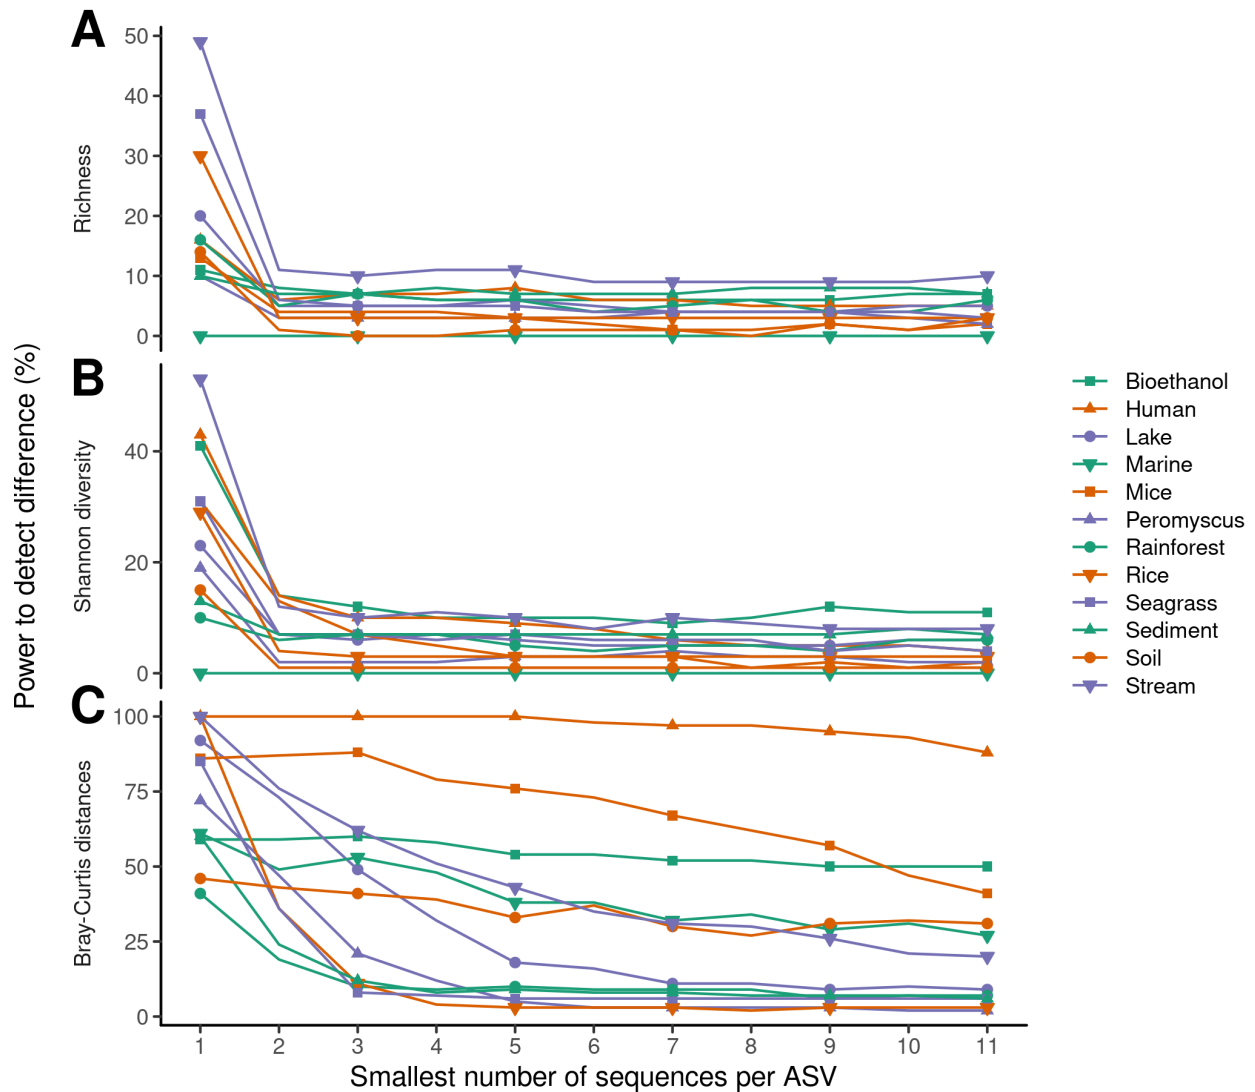 A
50
40
30
20
10
0
Richness
B
40
20
0
Shannon diversity
C
100
75
50
25
0
Bray-Curtis distances
Power to detect difference (%)
1 2 3 4 5 6 7 8 9 10 11
Smallest number of sequences per ASV
Bioethanol
Human
Lake
Marine
Mice
Peromyscus
Rainforest
Rice
Seagrass
Sediment
Soil
Stream